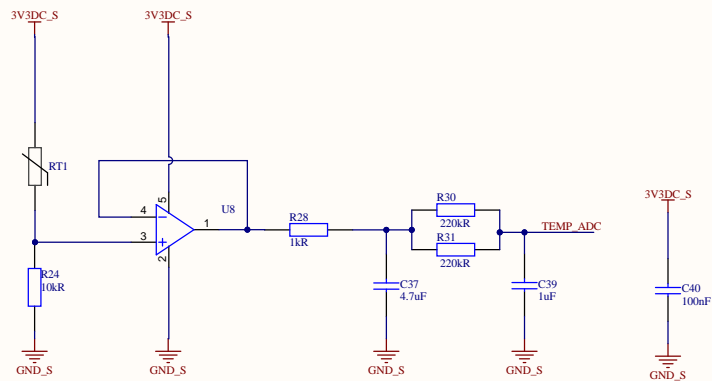 3V3DC_S
3V3DC_S
RT1
5
4
U8
1
3
2
R24
10kR
R28
1kR
R30
220kR
R31
220kR
TEMP_ADC
C37
4.7uF
C39
1uF
3V3DC_S
C40
100nF
GND_S
GND_S
GND_S
GND_S
GND_S